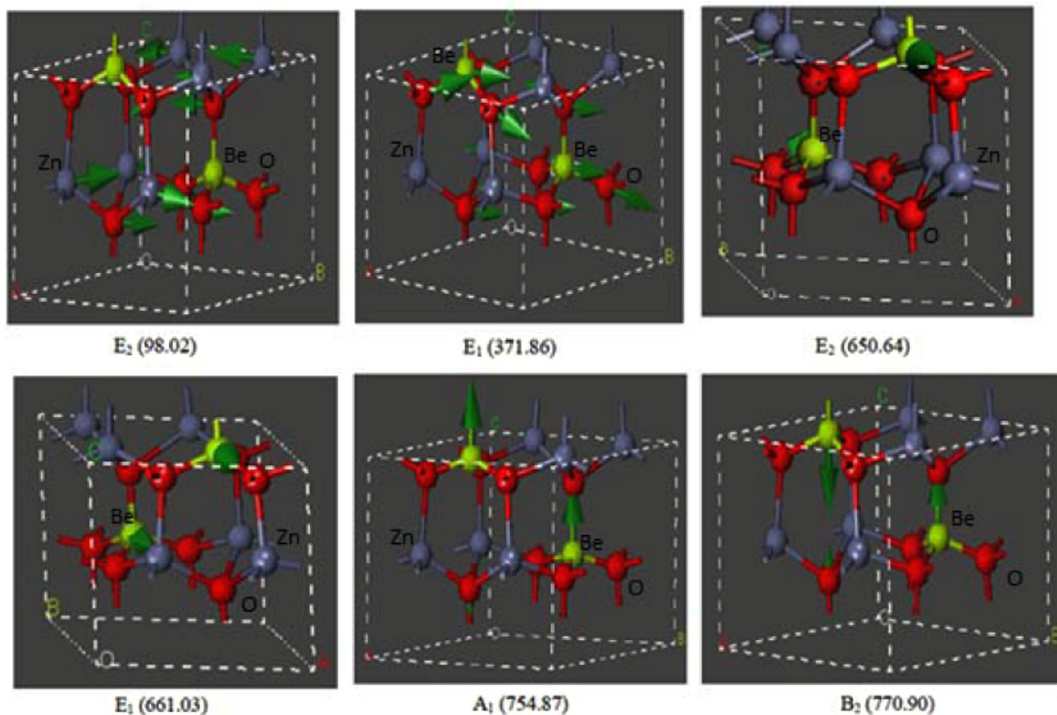 C
Zn
Be
O
O
A
B
E₂ (98.02)
C
Be
Be
O
O
A
B
E₁ (371.86)
Be
Zn
O
B
O
A
E₂ (650.64)
C
Be
Zn
O
B
O
A
E₁ (661.03)
C
Zn
Be
O
O
A
B
A₁ (754.87)
C
Be
O
O
A
B
B₂ (770.90)